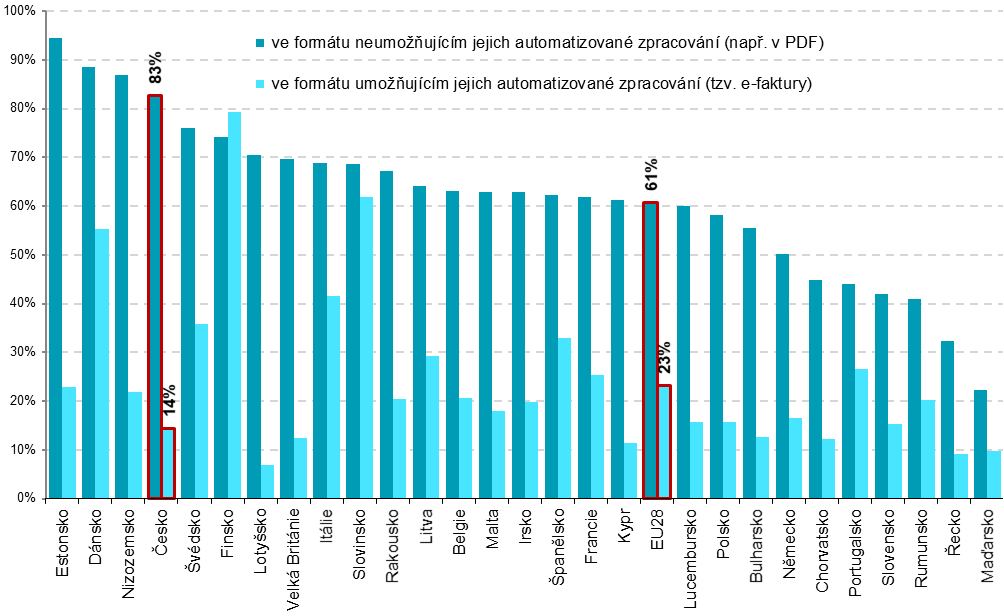 100%
90%
80%
70%
60%
50%
40%
30%
20%
10%
0%
ve formátu neumožňujícím jejich automatizované zpracování (např. v PDF)
ve formátu umožňujícím jejich automatizované zpracování (tzv. e-faktury)
83%
14%
61%
23%
Estonsko
Dánsko
Nizozemsko
Česko
Švédsko
Finsko
Lotyšsko
Velká Británie
Itálie
Slovinsko
Rakousko
Litva
Belgie
Malta
Irsko
Španělsko
Francie
Kypr
EU28
Lucembursko
Polsko
Bulharsko
Německo
Chorvatsko
Portugalsko
Slovensko
Rumunsko
Řecko
Maďarsko